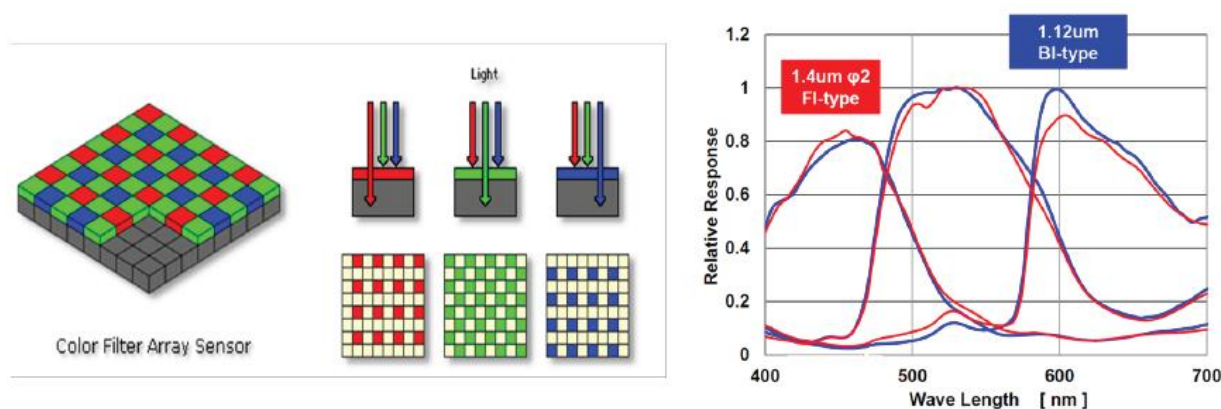 Light
Color Filter Array Sensor
1.4um φ2
FI-type
1.12um
BI-type
Relative Response
1.2
1
0.8
0.6
0.4
0.2
0
400
500
600
700
Wave Length [ nm ]